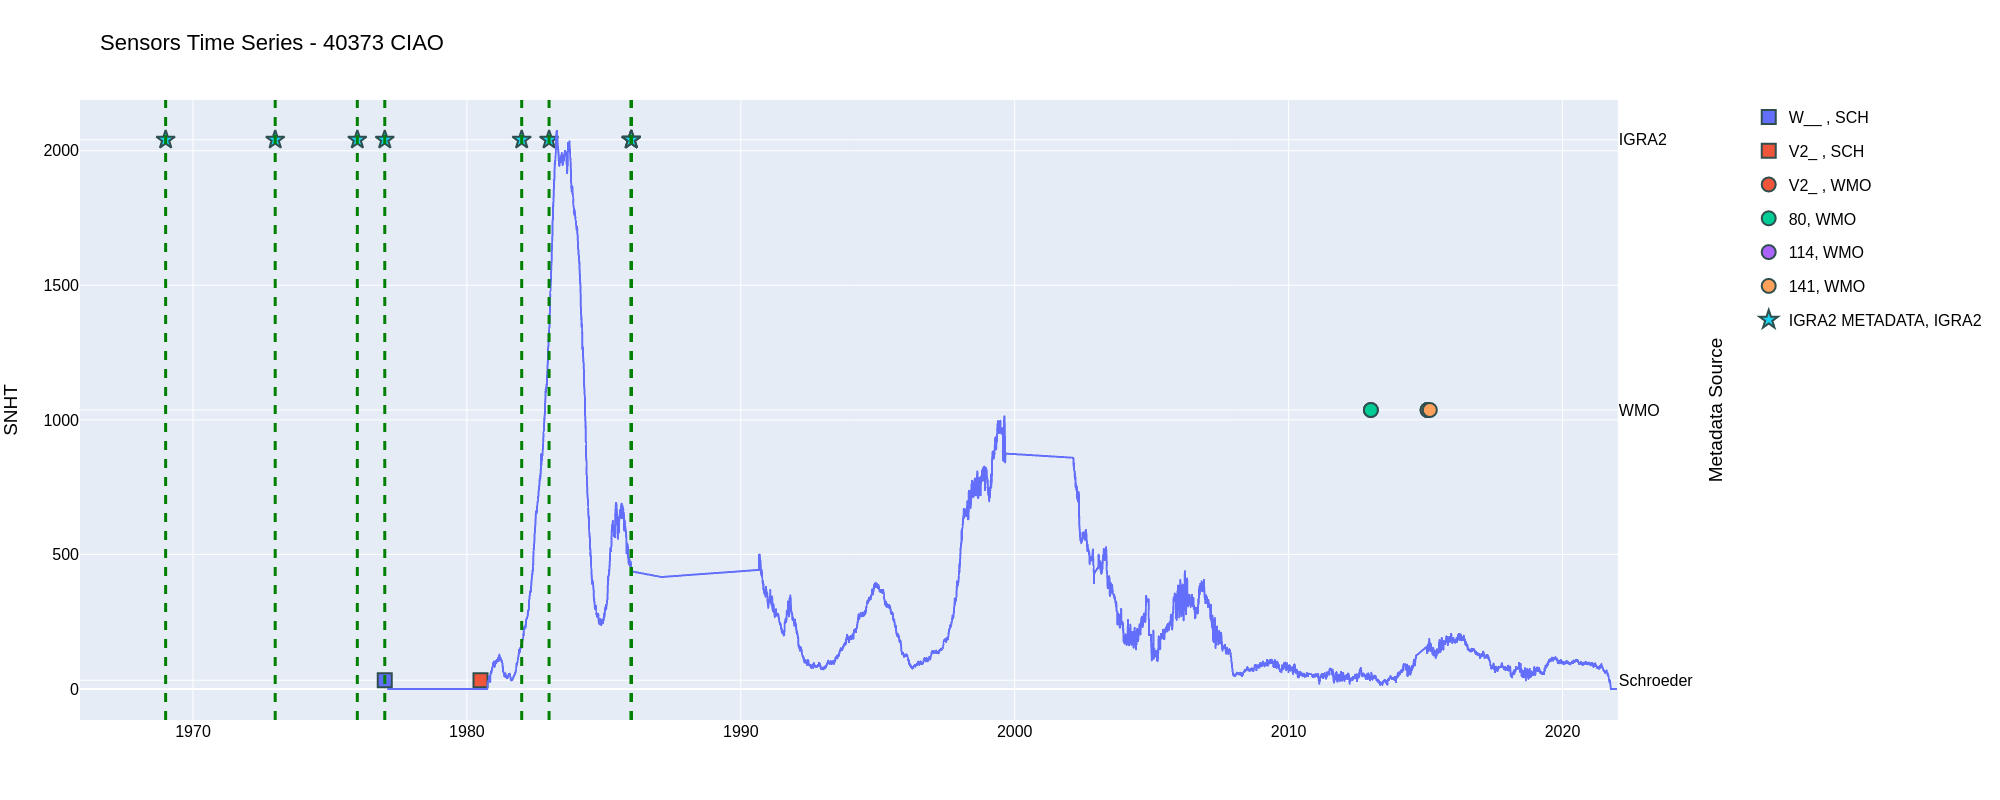 Sensors Time Series - 40373 CIAO
SNHT
2000
1500
1000
500
0
1970
1980
1990
2000
2010
2020
IGRA2
WMO
Schroeder
Metadata Source
W__ , SCH
V2_ , SCH
V2_ , WMO
80, WMO
114, WMO
141, WMO
IGRA2 METADATA, IGRA2